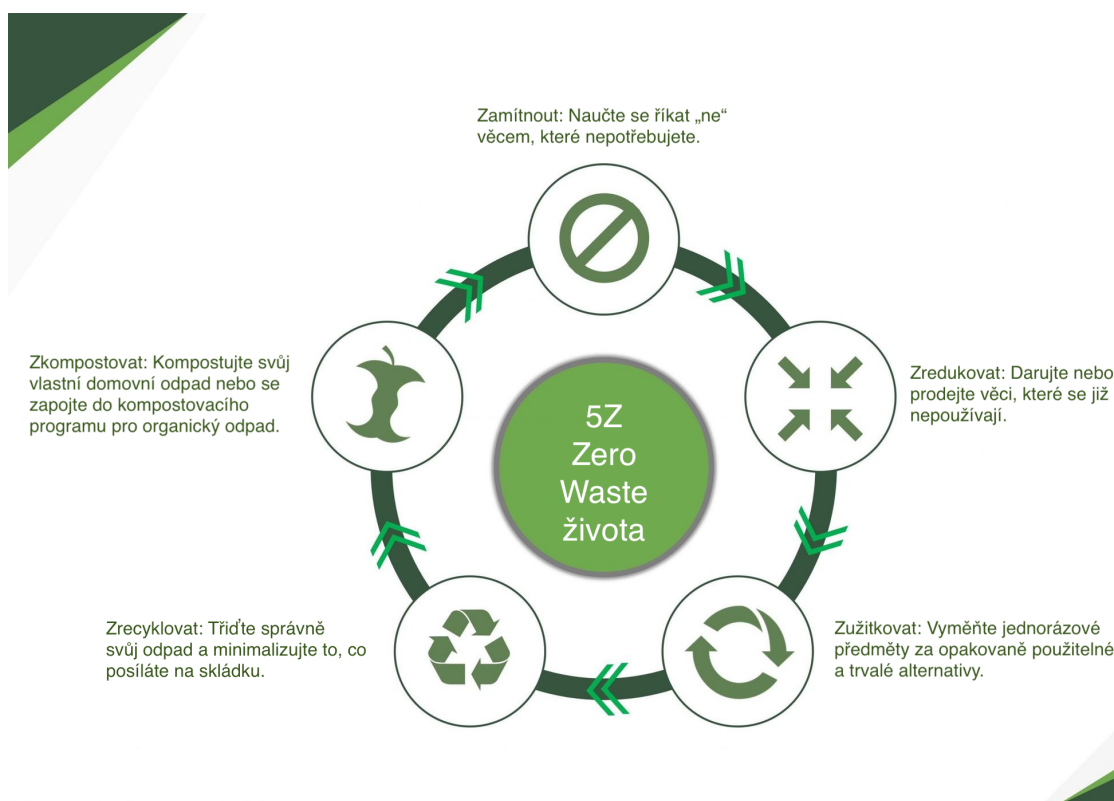 Zamítnout: Naučte se říkat „ne“
věcem, které nepotřebujete.
Zkompostovat: Kompostujte svůj
vlastní domovní odpad nebo se
zapojte do kompostovacího
programu pro organický odpad.
5Z
Zero
Waste
života
Zredukovat: Darujte nebo
prodejte věci, které se již
nepoužívají.
Zrecyklovat: Třiďte správně
svůj odpad a minimalizujte to, co
posíláte na skládku.
Zužitkovat: Vyměňte jednorázové
předměty za opakovaně použitelné
a trvalé alternativy.